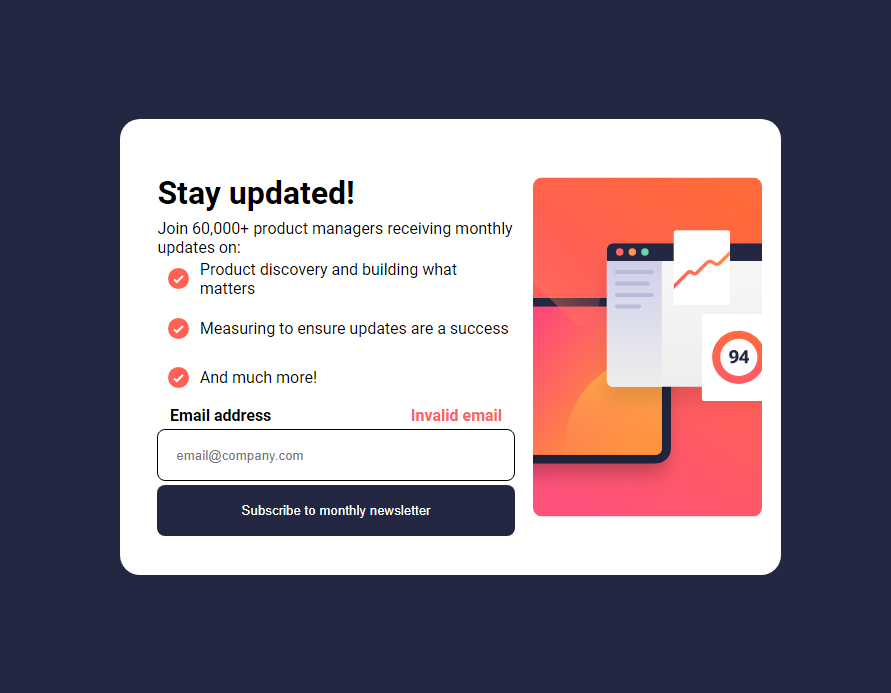 Stay updated!
Join 60,000+ product managers receiving monthly
updates on:
Product discovery and building what
matters
Measuring to ensure updates are a success
And much more!
Email address Invalid email
email@company.com
Subscribe to monthly newsletter
94